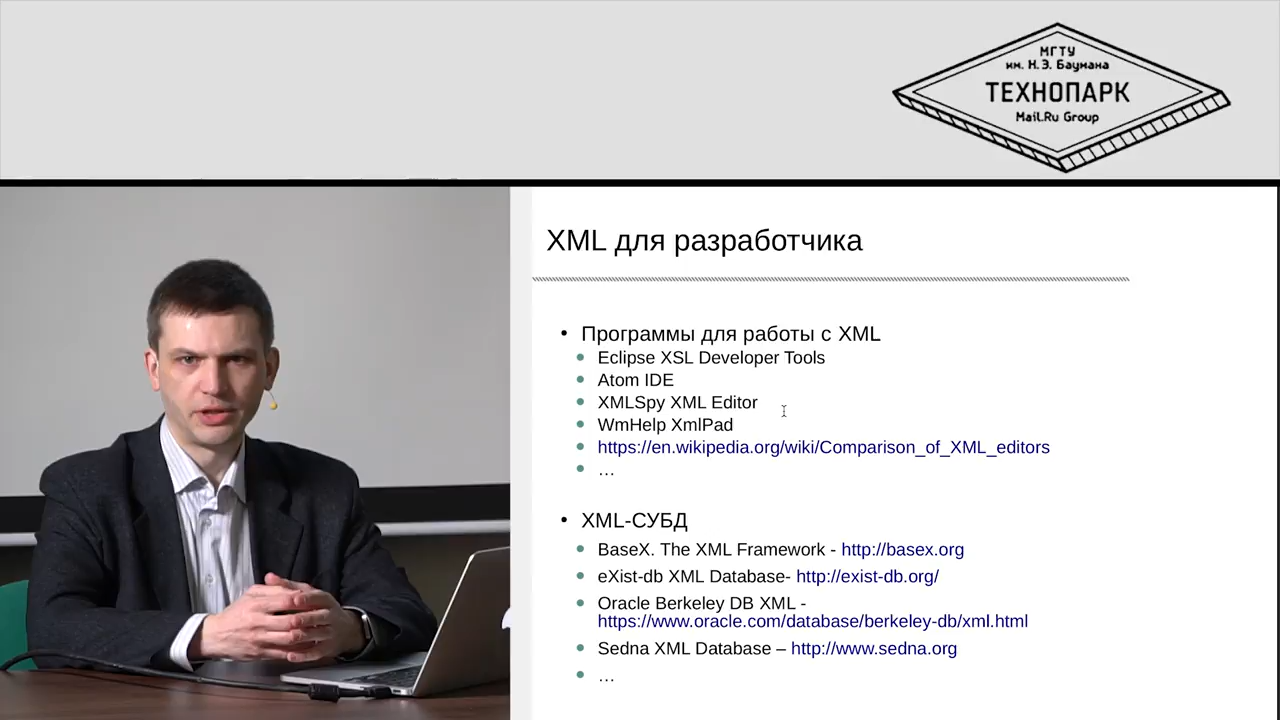 МГТУ
им. Н.Э. Баумана
ТЕХНОПАРК
Mail.Ru Group
XML для разработчика
• Программы для работы с XML
• Eclipse XSL Developer Tools
• Atom IDE
• XMLSpy XML Editor
• WmHelp XmlPad
• https://en.wikipedia.org/wiki/Comparison_of_XML_editors
• …
• XML-СУБД
• BaseX. The XML Framework - http://basex.org
• eXist-db XML Database- http://exist-db.org/
• Oracle Berkeley DB XML -
https://www.oracle.com/database/berkeley-db/xml.html
• Sedna XML Database – http://www.sedna.org
• …